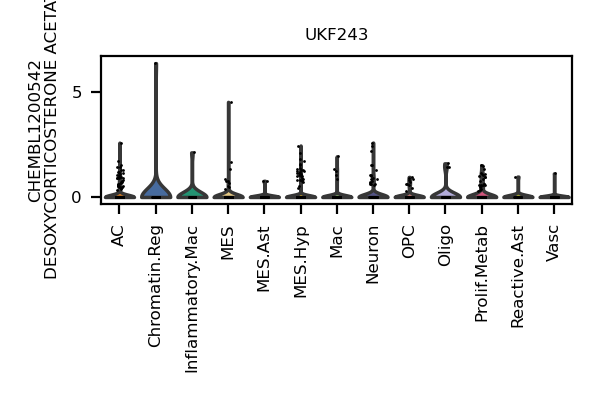 UKF243
CHEMBL1200542
DESOXYCORTICOSTERONE
5
0
AC
Chromatin.Reg
Inflammatory.Mac
MES
MES.Ast
MES.Hyp
Mac
Neuron
OPC
Oligo
Prolif.Metab
Reactive.Ast
Vasc